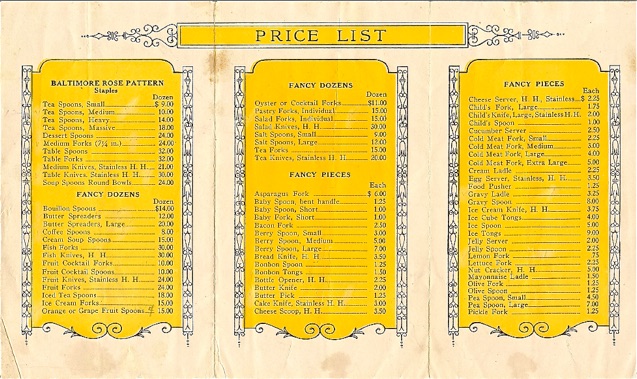 PRICE LIST
BALTIMORE ROSE PATTERN
Staples
Dozen
Tea Spoons, Small $ 9.00
Tea Spoons, Medium 10.00
Tea Spoons, Heavy 14.00
Tea Spoons, Massive 18.00
Dessert Spoons 24.00
Medium Forks (7½ in.) 24.00
Table Spoons 32.00
Table Forks 32.00
Medium Knives, Stainless H. H. 21.00
Table Knives, Stainless H. H. 30.00
Soup Spoons Round Bowls 24.00
FANCY DOZENS
Dozen
Bouillon Spoons $14.00
Butter Spreaders 12.00
Butter Spreaders, Large 20.00
Coffee Spoons 8.00
Cream Soup Spoons 15.00
Fish Forks 30.00
Fish Knives, H. H. 30.00
Fruit Cocktail Forks 10.00
Fruit Cocktail Spoons 10.00
Fruit Knives, Stainless H. H. 24.00
Fruit Forks 24.00
Iced Tea Spoons 18.00
Ice Cream Forks 15.00
Orange or Grape Fruit Spoons 15.00
FANCY DOZENS
Dozen
Oyster or Cocktail Forks $11.00
Pastry Forks, Individual 15.00
Salad Forks, Individual 15.00
Salad Knives, H. H. 30.00
Salt Spoons, Small 9.00
Salt Spoons, Large 12.00
Tea Forks 15.00
Tea Knives, Stainless H. H. 20.00
FANCY PIECES
Each
Asparagus Fork $ 6.00
Baby Spoon, bent handle 1.25
Baby Spoon, Short 1.00
Baby Fork, Short 1.00
Bacon Fork 2.50
Berry Spoon, Small 3.00
Berry Spoon, Medium 5.00
Berry Spoon, Large 7.00
Bread Knife, H. H. 3.50
Bonbon Spoon 1.25
Bonbon Tongs 1.50
Bottle Opener, H. H. 2.25
Butter Knife 2.00
Butter Pick 1.25
Cake Knife, Stainless H. H. 3.00
Cheese Scoop, H. H. 3.50
FANCY PIECES
Each
Cheese Server, H. H., Stainless $ 2.25
Child's Fork, Large 1.75
Child's Knife, Large, Stainless H. H. 2.00
Child's Spoon 1.00
Cucumber Server 2.50
Cold Meat Fork, Small 2.25
Cold Meat Fork, Medium 3.00
Cold Meat Fork, Large 4.00
Cold Meat Fork, Extra Large 5.00
Cream Ladle 2.25
Egg Server, Stainless, H. H. 3.50
Food Pusher 1.25
Gravy Ladle 3.25
Gravy Spoon 8.00
Ice Cream Knife, H. H. 3.75
Ice Cube Tongs 4.00
Ice Spoon 5.00
Ice Tongs 9.00
Jelly Server 2.00
Jelly Spoon 2.25
Lemon Fork .75
Lettuce Fork 2.25
Nut Cracker, H. H. 5.00
Mayonnaise Ladle 1.50
Olive Fork 1.25
Olive Spoon 1.25
Pea Spoon, Small 4.50
Pea Spoon, Large 7.00
Pickle Fork 1.25